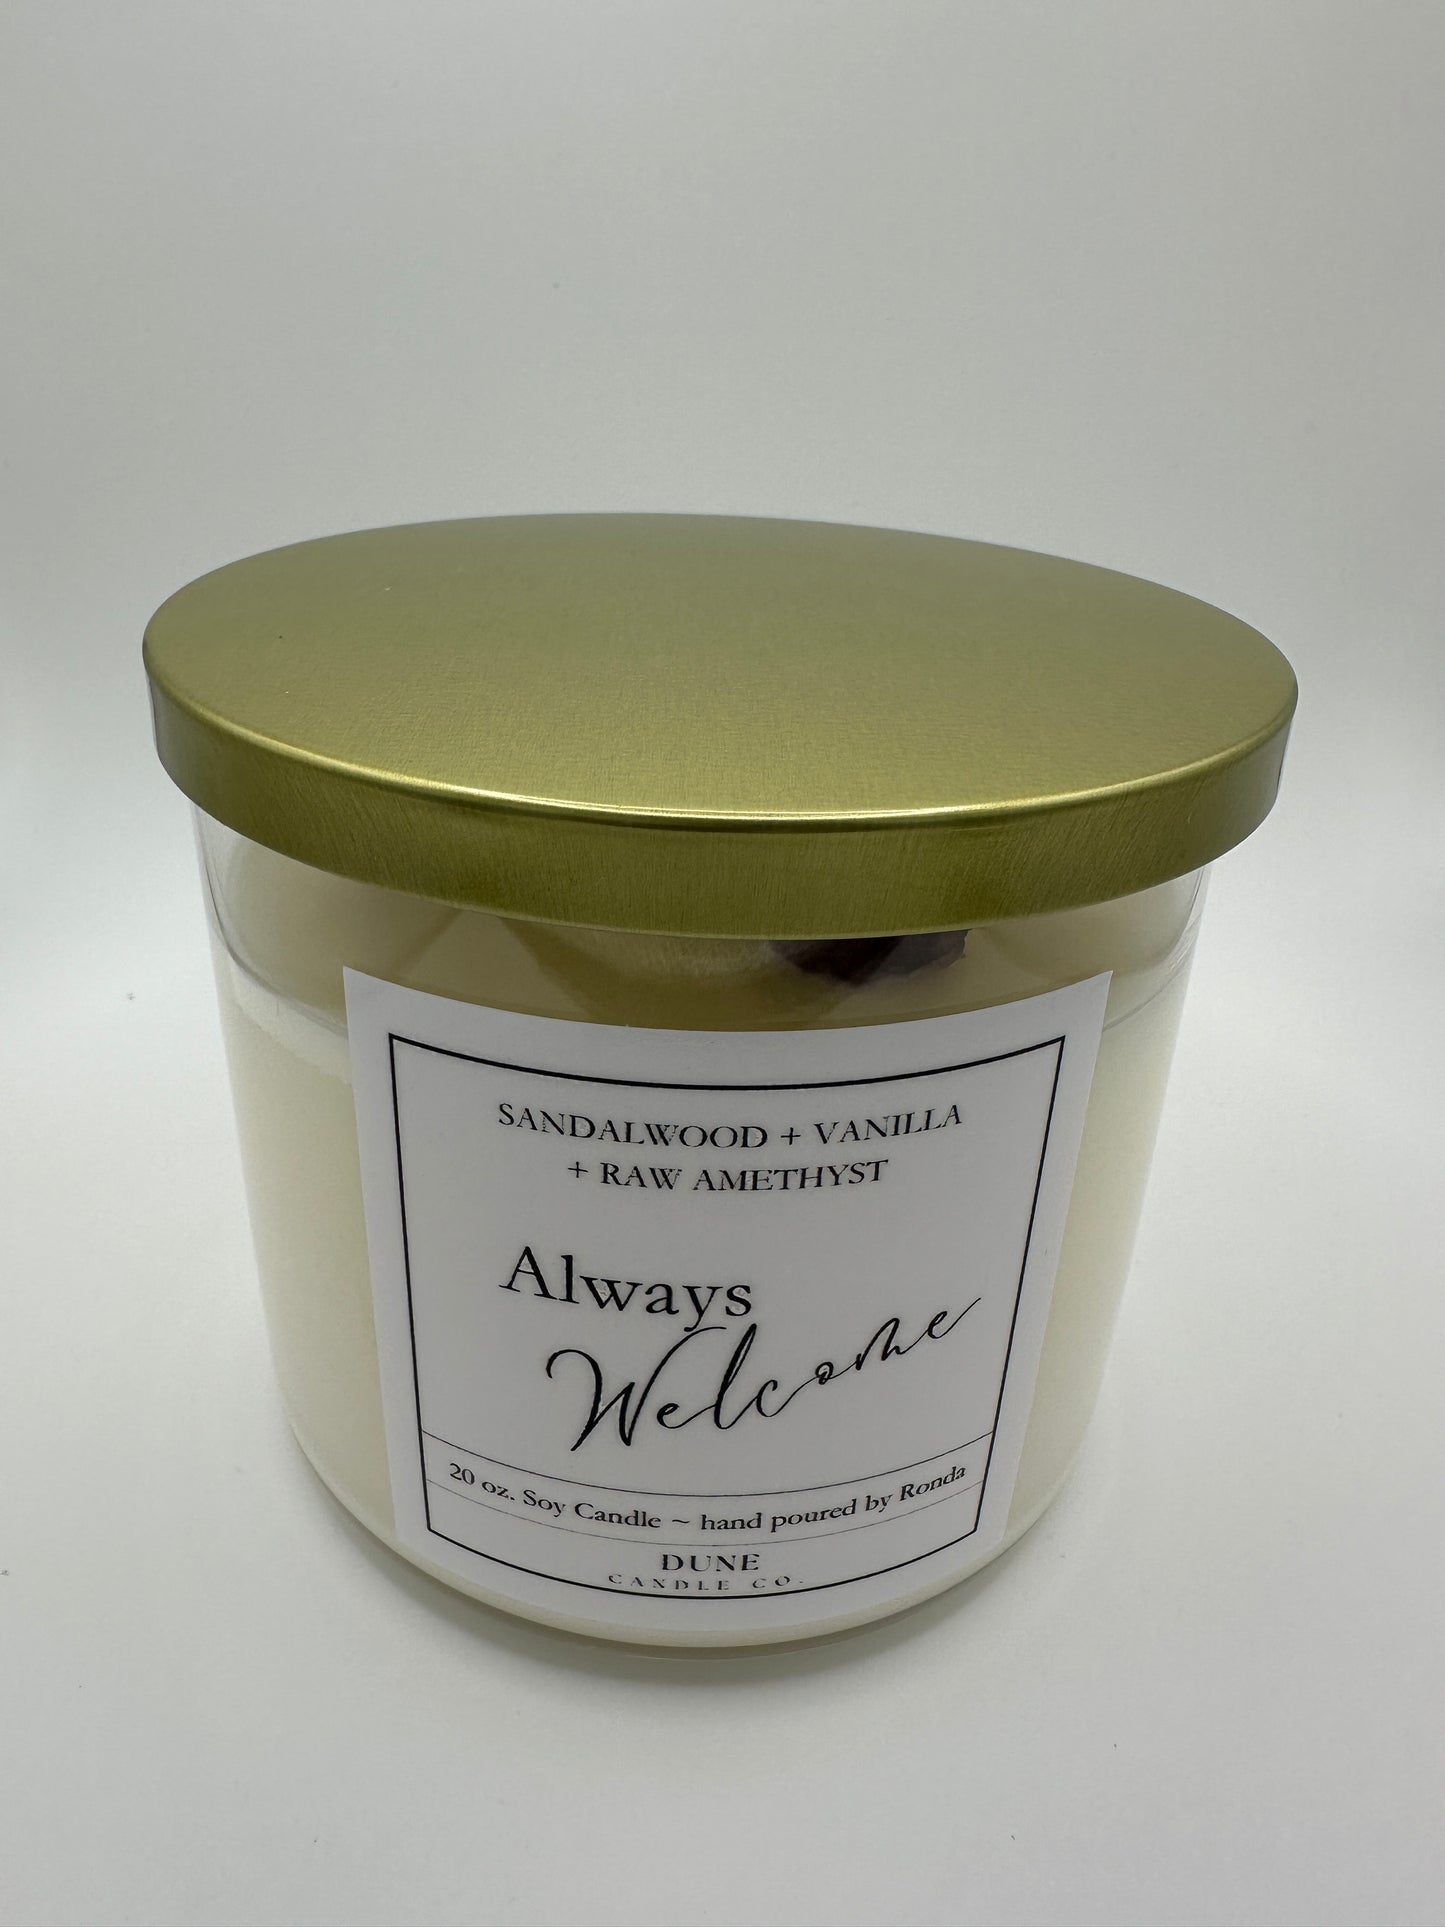 SANDALWOOD + VANILLA
+ RAW AMETHYST
Always
Welcome
20 oz. Soy Candle ~ hand poured by Ronda
DUNE
CANDLE CO.